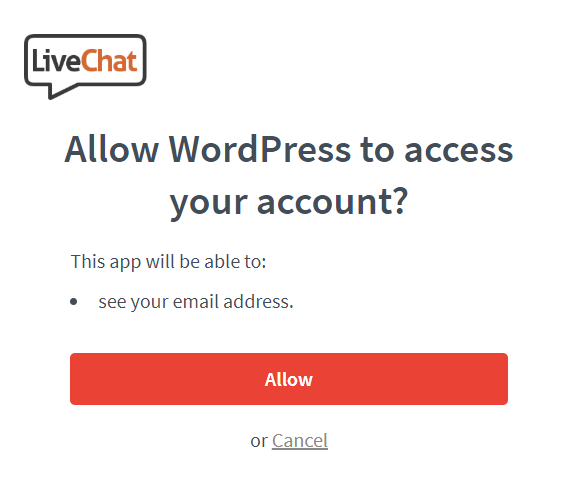 LiveChat
Allow WordPress to access
your account?
This app will be able to:
• see your email address.
Allow
or Cancel